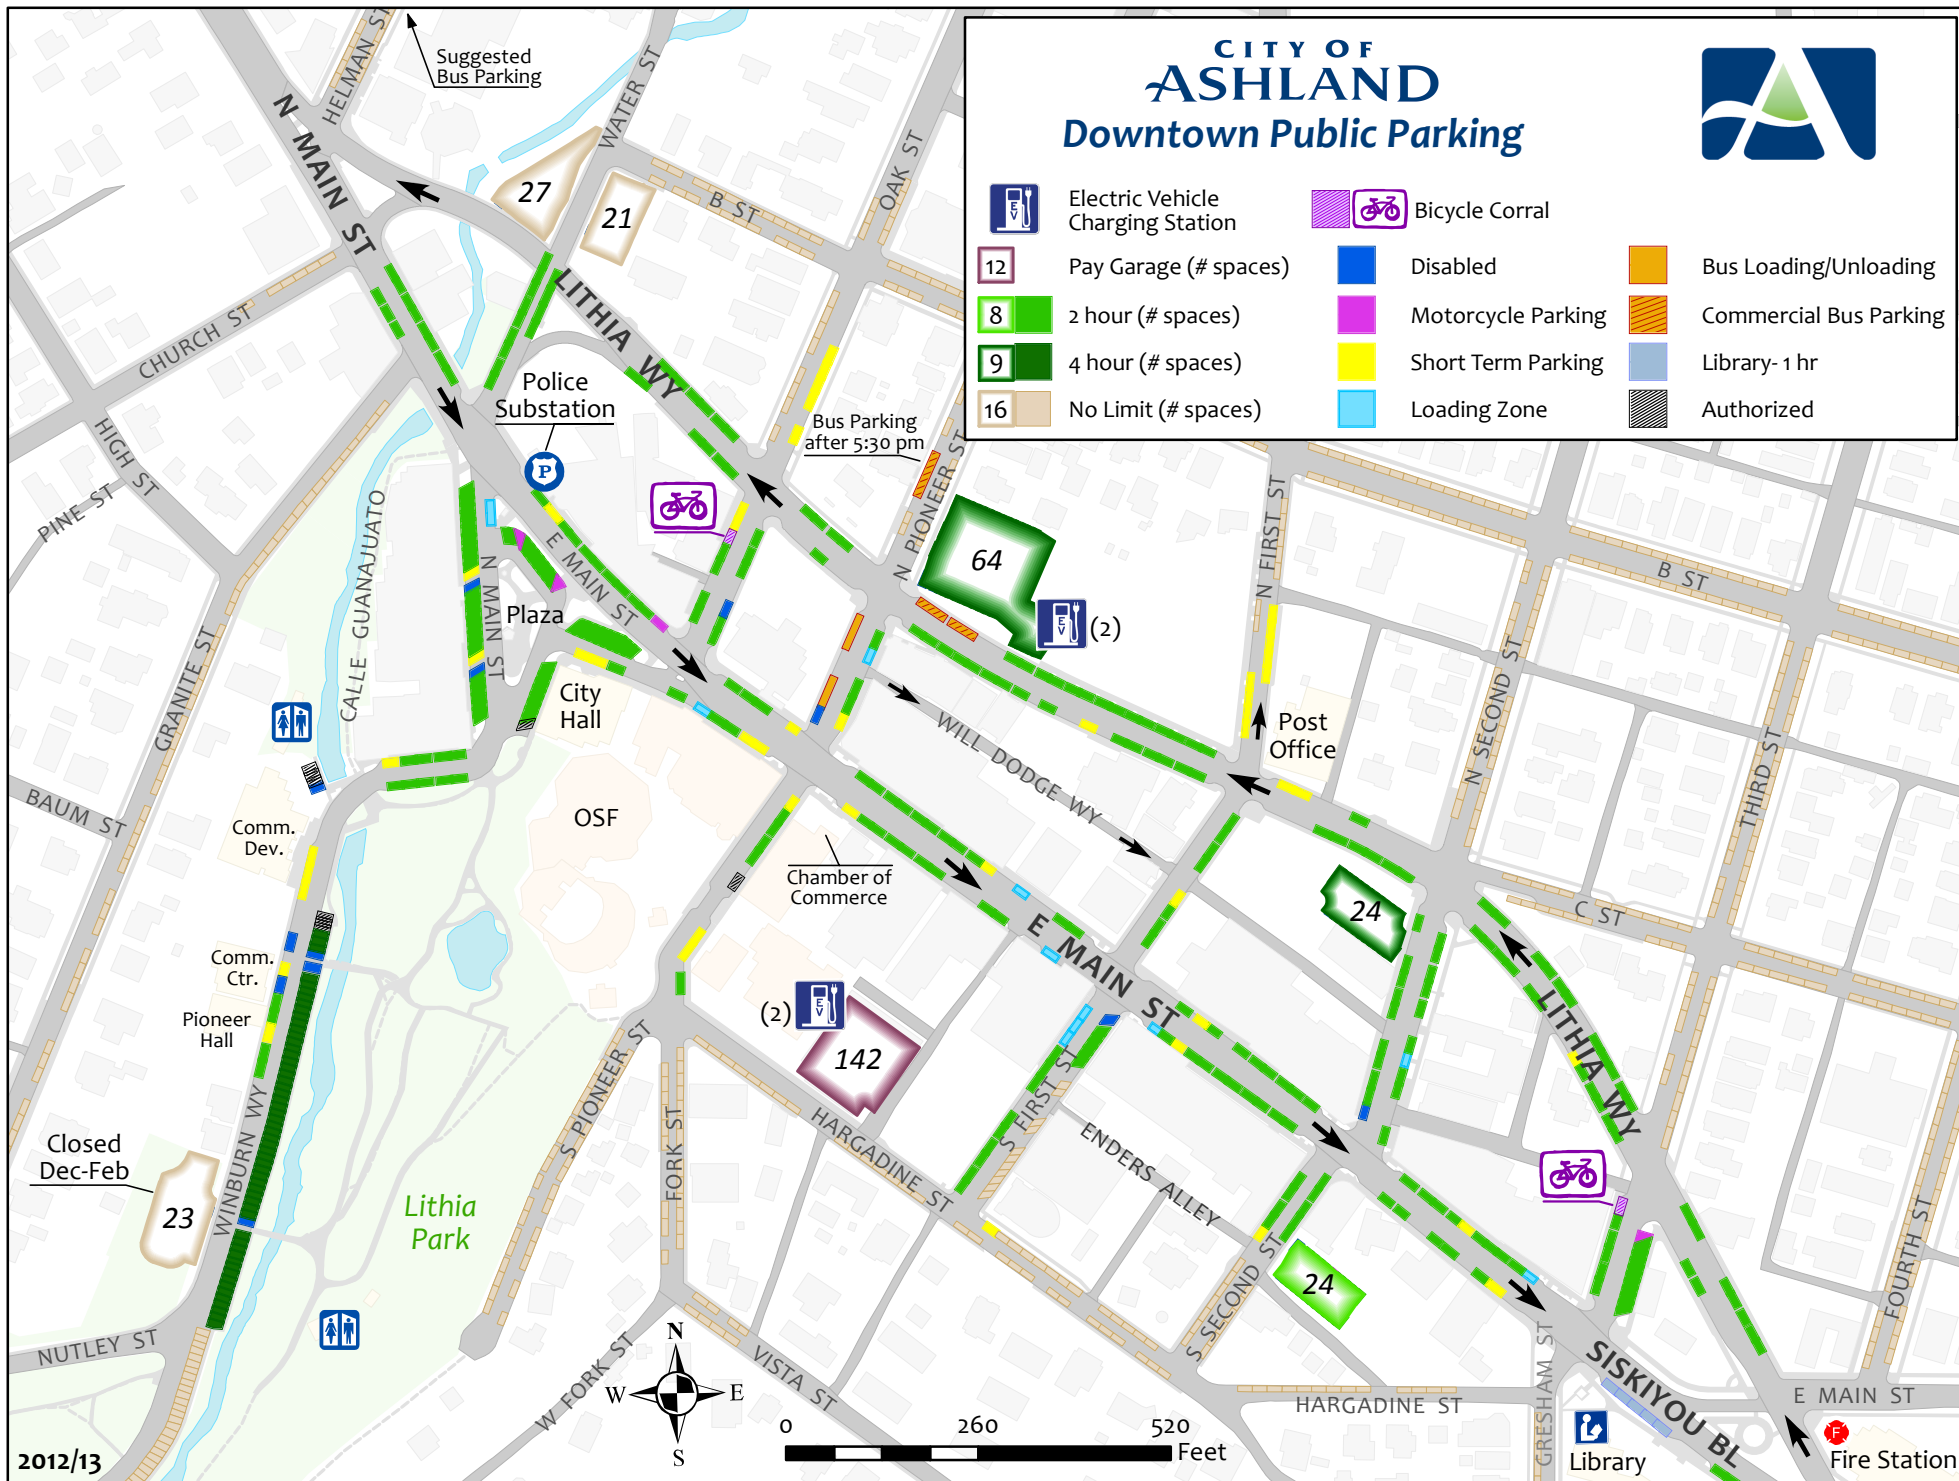 CITY OF
ASHLAND
Downtown Public Parking
EV
Electric Vehicle
Charging Station
Bicycle Corral
12
Pay Garage (# spaces)
Disabled
Bus Loading/Unloading
8
2 hour (# spaces)
Motorcycle Parking
Commercial Bus Parking
9
4 hour (# spaces)
Short Term Parking
Library- 1 hr
16
No Limit (# spaces)
Loading Zone
Authorized
Suggested
Bus Parking
HELMAN ST
WATER ST
N MAIN ST
27
21
B ST
OAK ST
LITHIA WY
CHURCH ST
Police
Substation
P
Bus Parking
after 5:30 pm
HIGH ST
PINE ST
CALLE GUANAJUATO
GRANITE ST
N MAIN ST
E MAIN ST
Plaza
N PIONEER ST
64
EV
(2)
N FIRST ST
B ST
City
Hall
WILL DODGE WY
Post
Office
N SECOND ST
THIRD ST
BAUM ST
Comm.
Dev.
OSF
Chamber of
Commerce
24
C ST
E MAIN ST
Comm.
Ctr.
Pioneer
Hall
(2)
EV
142
LITHIA WY
WINBURN WY
S PIONEER ST
FORK ST
HARGADINE ST
S FIRST ST
ENDERS ALLEY
Closed
Dec-Feb
23
Lithia
Park
S SECOND ST
24
FOURTH ST
NUTLEY ST
W FORK ST
VISTA ST
N
W
E
S
0
260
520
Feet
HARGADINE ST
GRESHAM ST
SISKIYOU BL
E MAIN ST
Library
F
Fire Station
2012/13